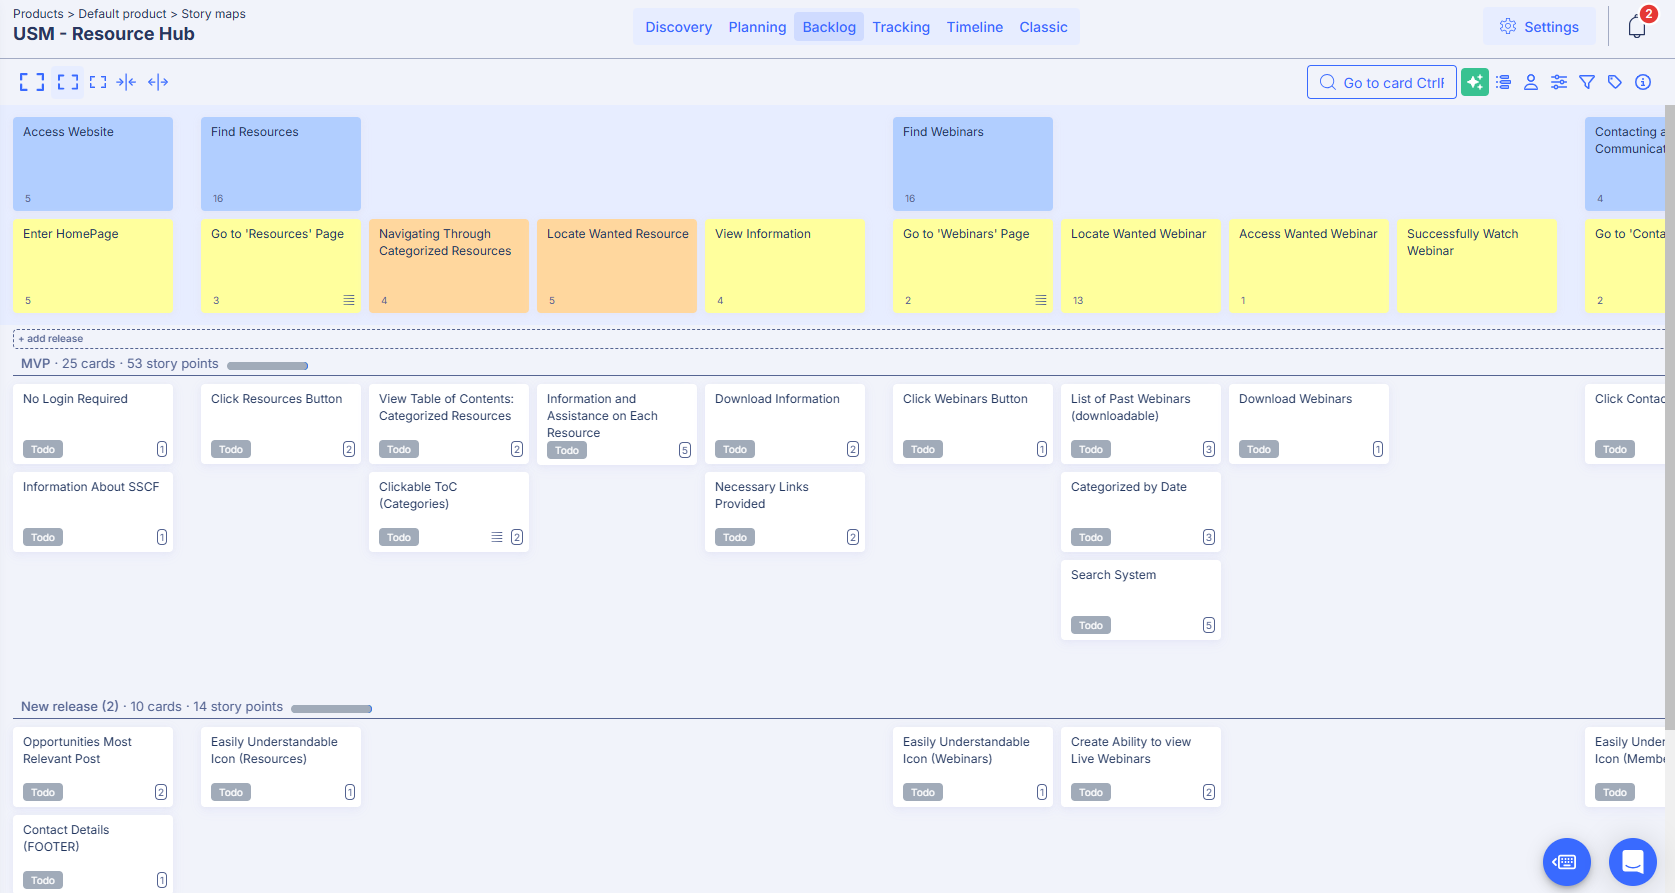 Products > Default product > Story maps
USM - Resource Hub
Discovery
Planning
Backlog
Tracking
Timeline
Classic
Settings
2
Go to card CtrlF
Access Website
5
Find Resources
16
Find Webinars
16
Contacting a
Communicat
4
Enter HomePage
5
Go to 'Resources' Page
3
Navigating Through
Categorized Resources
4
Locate Wanted Resource
5
View Information
4
Go to 'Webinars' Page
2
Locate Wanted Webinar
13
Access Wanted Webinar
1
Successfully Watch
Webinar
Go to 'Conta
2
+ add release
MVP · 25 cards · 53 story points
No Login Required
Todo
1
Click Resources Button
Todo
2
View Table of Contents:
Categorized Resources
Todo
2
Information and
Assistance on Each
Resource
Todo
5
Download Information
Todo
2
Click Webinars Button
Todo
1
List of Past Webinars
(downloadable)
Todo
3
Download Webinars
Todo
1
Click Contac
Todo
Information About SSCF
Todo
1
Clickable ToC
(Categories)
Todo
2
Necessary Links
Provided
Todo
2
Categorized by Date
Todo
3
Search System
Todo
5
New release (2) · 10 cards · 14 story points
Opportunities Most
Relevant Post
Todo
2
Easily Understandable
Icon (Resources)
Todo
1
Easily Understandable
Icon (Webinars)
Todo
1
Create Ability to view
Live Webinars
Todo
2
Easily Under
Icon (Membe
Todo
Contact Details
(FOOTER)
Todo
1